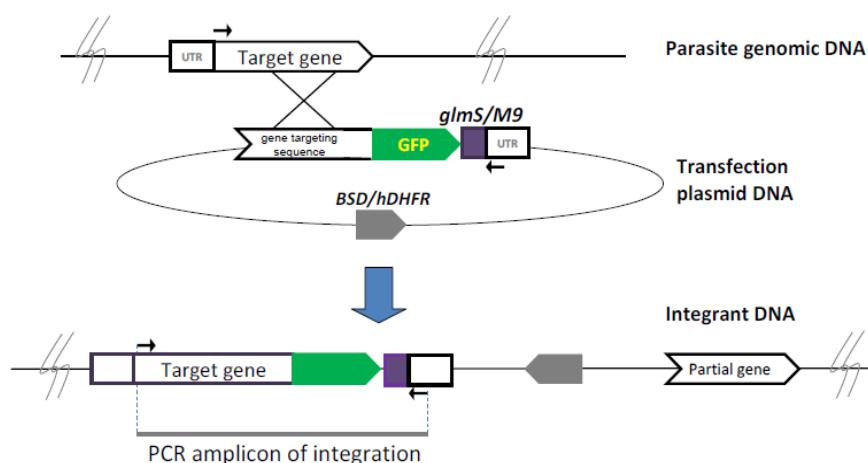 Parasite genomic DNA
UTR
Target gene
glmS/M9
gene targeting
sequence
GFP
UTR
Transfection
plasmid DNA
BSD/hDHFR
Integrant DNA
Target gene
Partial gene
PCR amplicon of integration